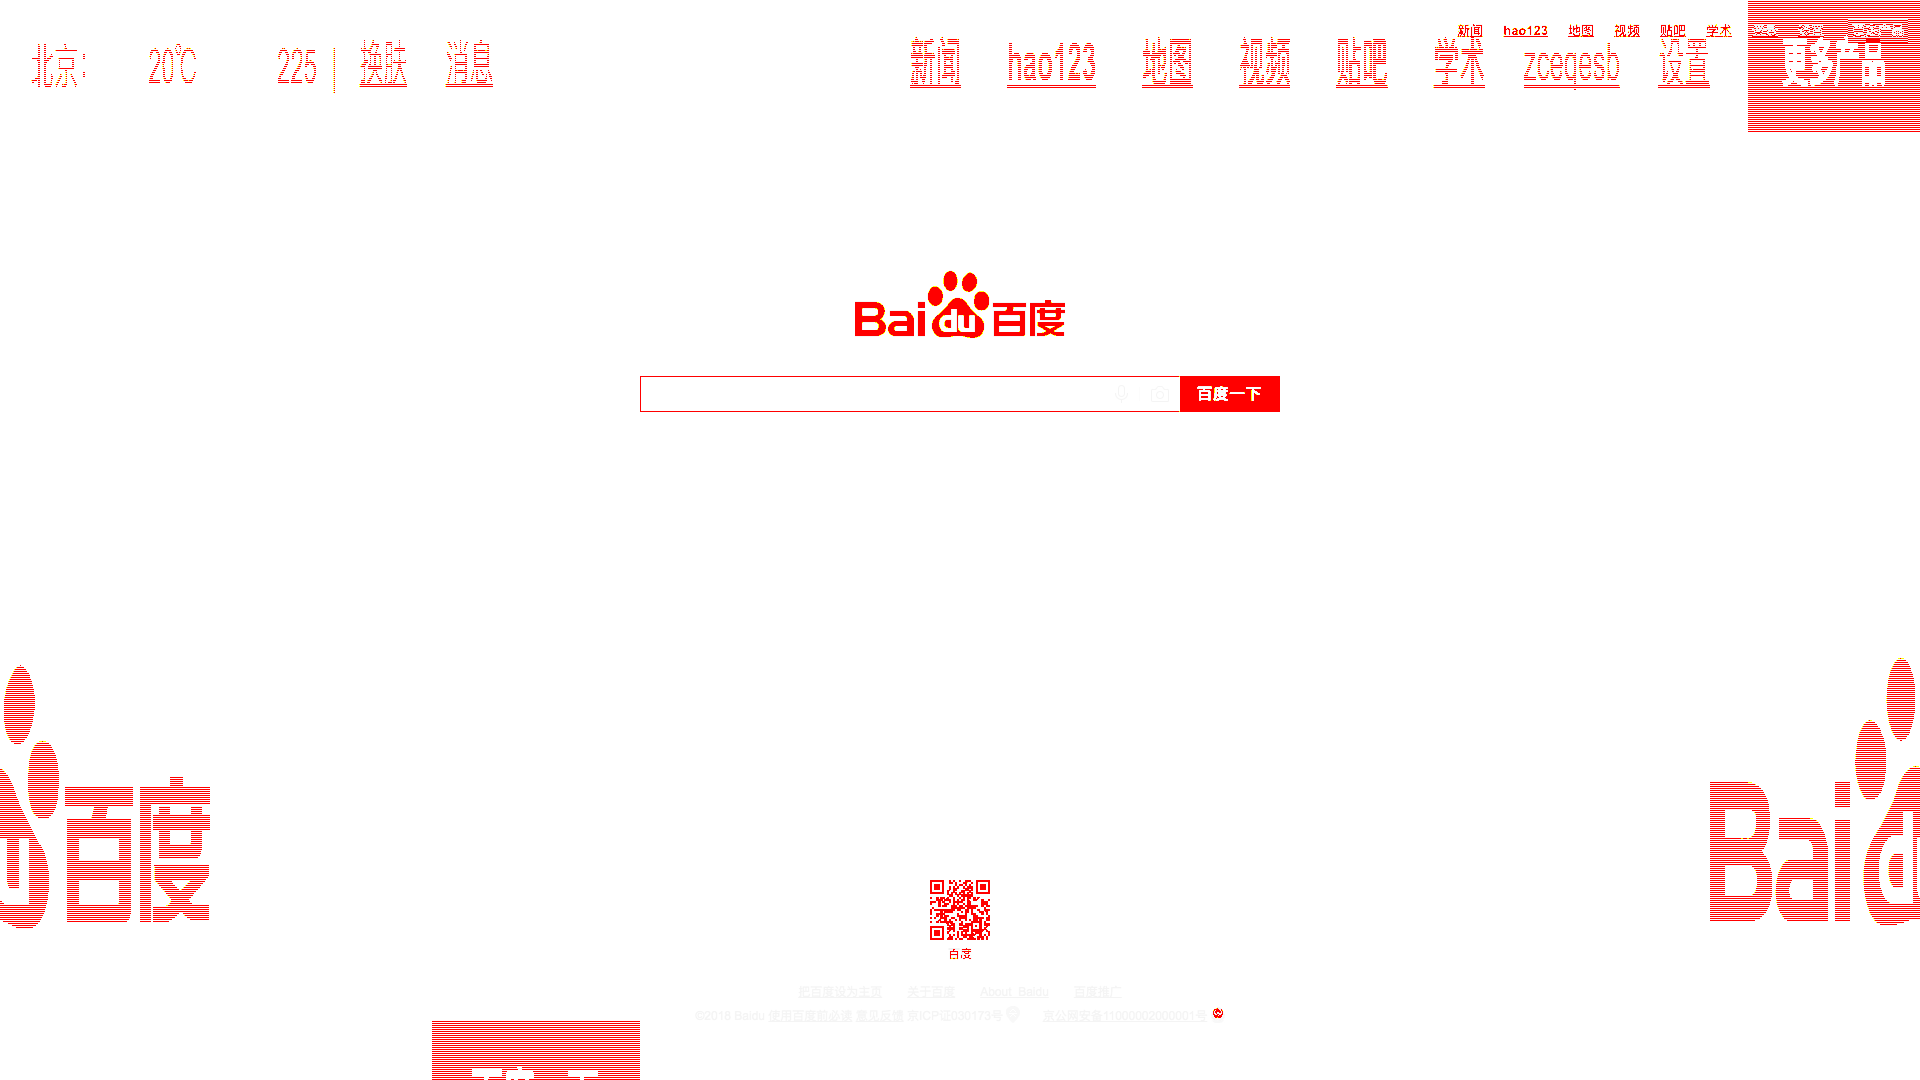 新闻 hao123 地图 视频 贴吧 学术 更多产品
北京: 20℃ 225 | 换肤 消息 新闻 hao123 地图 视频 贴吧 学术 zceqesb 设置 更多产品
Bai du 百度
百度一下
百度
Bai d
百度
把百度设为主页 关于百度 About Baidu 百度推广
©2018 Baidu 使用百度前必读 意见反馈 京ICP证030173号 京公网安备11000002000001号